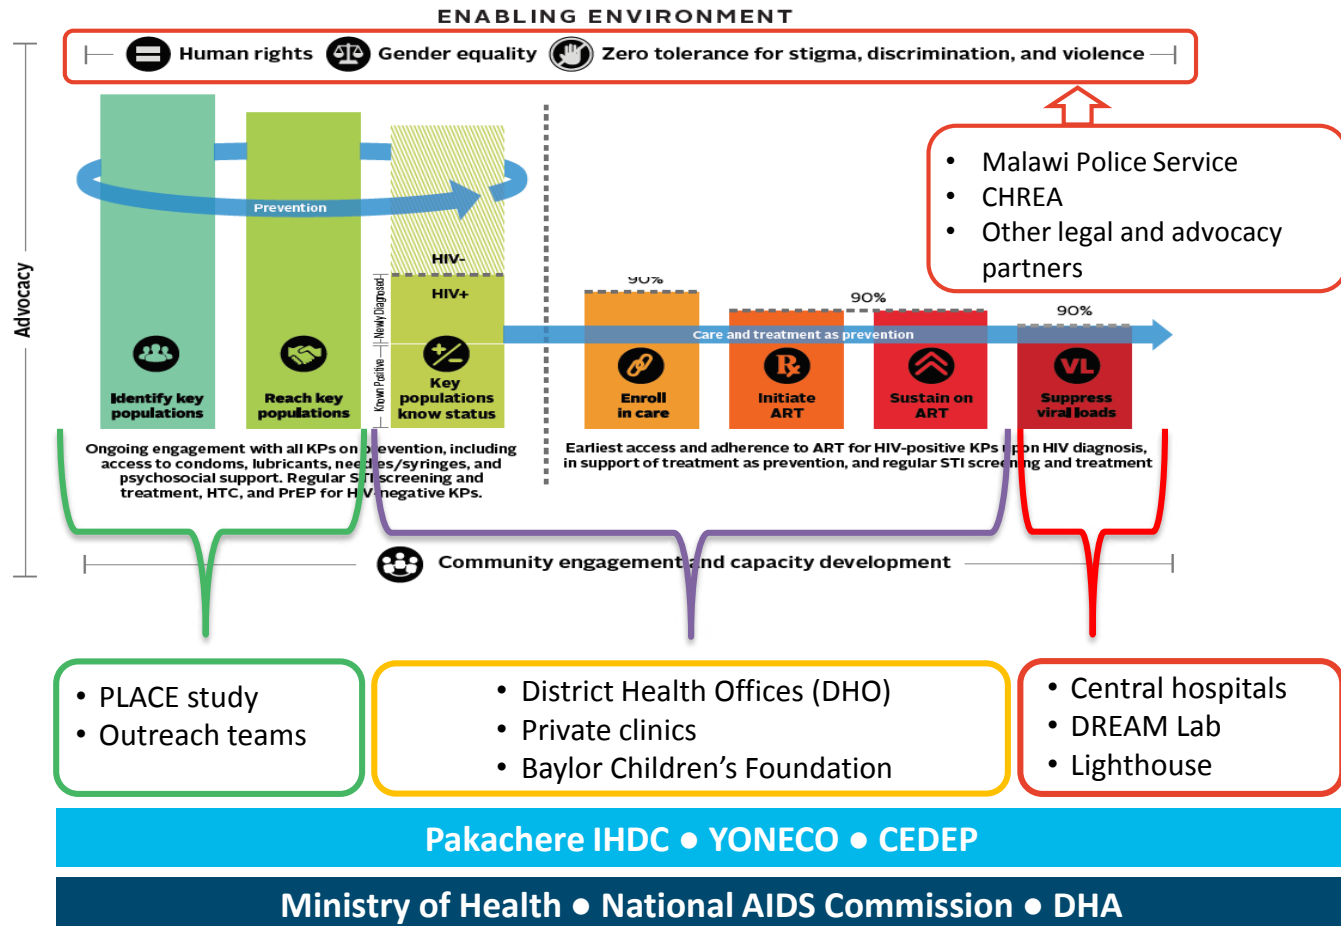 ENABLING ENVIRONMENT
Human rights Gender equality Zero tolerance for stigma, discrimination, and violence
Advocacy
• Malawi Police Service
• CHREA
• Other legal and advocacy
partners
Prevention
HIV-
HIV+
Newly Diagnosed
Known Positive
90%
90%
90%
Care and treatment as prevention
Identify key
populations
Reach key
populations
+/-
Key
populations
know status
Enroll
in care
Rx
Initiate
ART
Sustain on
ART
VL
Suppress
viral loads
Ongoing engagement with all KPs on prevention, including
access to condoms, lubricants, needles/syringes, and
psychosocial support. Regular STI screening and
treatment, HTC, and PrEP for HIV-negative KPs.
Earliest access and adherence to ART for HIV-positive KPs upon HIV diagnosis,
in support of treatment as prevention, and regular STI screening and treatment
Community engagement and capacity development
• PLACE study
• Outreach teams
• District Health Offices (DHO)
• Private clinics
• Baylor Children's Foundation
• Central hospitals
• DREAM Lab
• Lighthouse
Pakachere IHDC ● YONECO ● CEDEP
Ministry of Health ● National AIDS Commission ● DHA